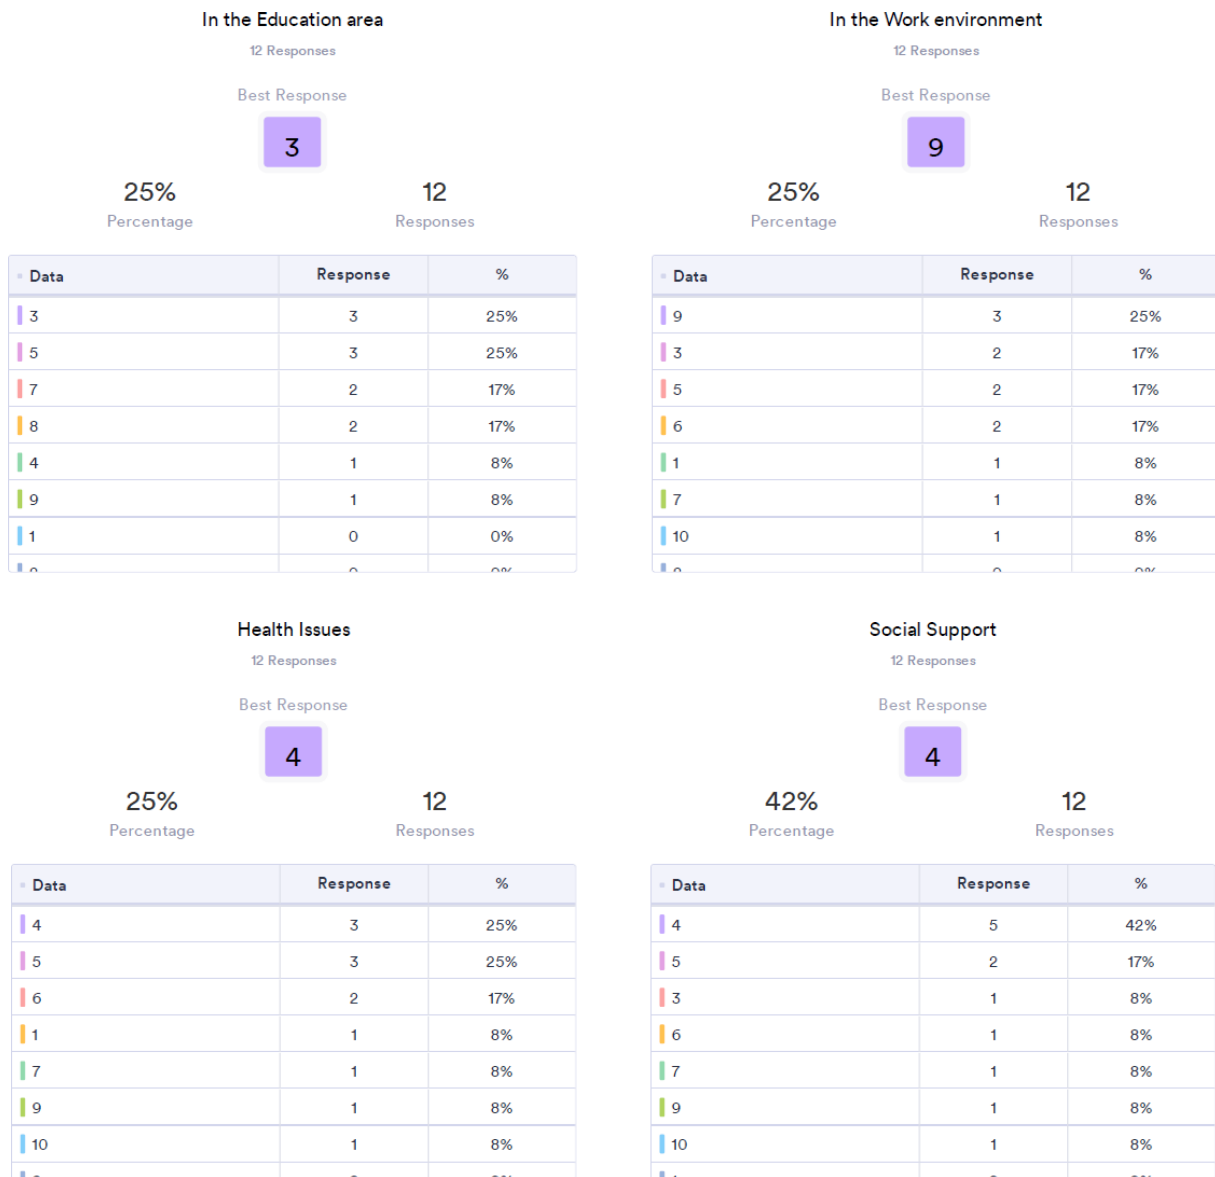 In the Education area
12 Responses
Best Response
3
25%
12
Percentage
Responses
Data Response %
3 3 25%
5 3 25%
7 2 17%
8 2 17%
4 1 8%
9 1 8%
1 0 0%
In the Work environment
12 Responses
Best Response
9
25%
12
Percentage
Responses
Data Response %
9 3 25%
3 2 17%
5 2 17%
6 2 17%
1 1 8%
7 1 8%
10 1 8%
Health Issues
12 Responses
Best Response
4
25%
12
Percentage
Responses
Data Response %
4 3 25%
5 3 25%
6 2 17%
1 1 8%
7 1 8%
9 1 8%
10 1 8%
Social Support
12 Responses
Best Response
4
42%
12
Percentage
Responses
Data Response %
4 5 42%
5 2 17%
3 1 8%
6 1 8%
7 1 8%
9 1 8%
10 1 8%